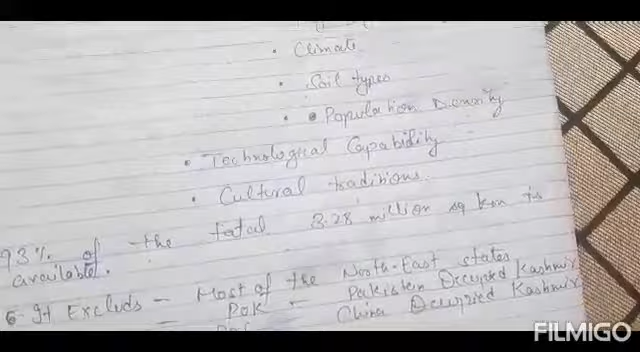 • Climate
• Soil types
• Population Density
• Technological Capability
• Cultural traditions.
93% of the total 3.28 million sq km is
available.
6- It Excluds - Most of the North-East states
- POK - Pakistan Occupied Kashmir
China Occupied Kashmir
FILMIGO